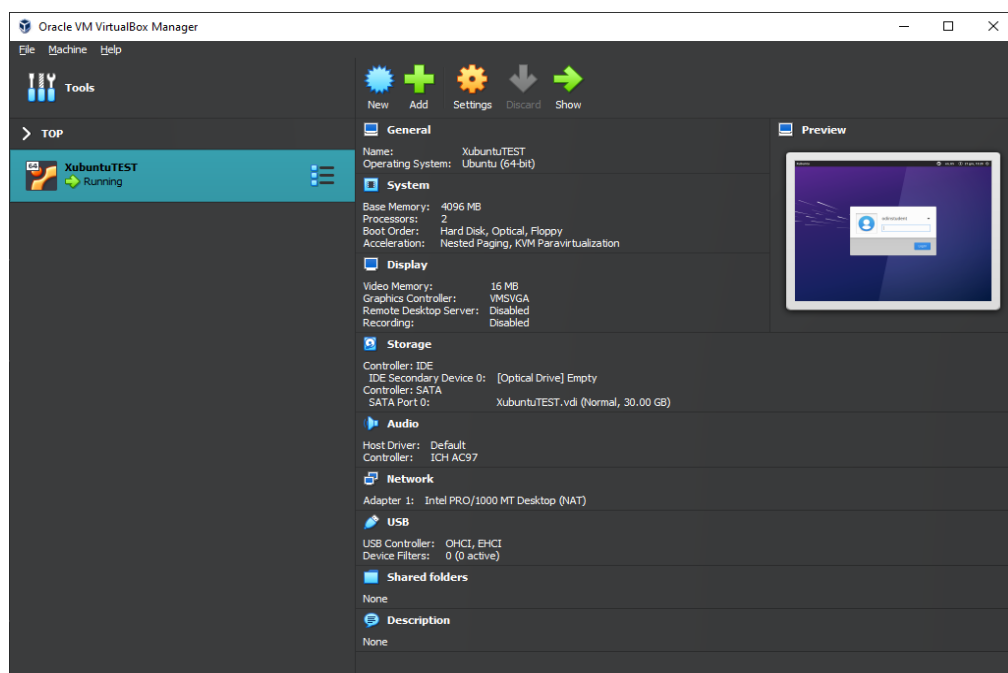 Oracle VM VirtualBox Manager
File Machine Help
Tools
New Add Settings Discard Show
TOP
64
XubuntuTEST
Running
General
Name: XubuntuTEST
Operating System: Ubuntu (64-bit)
System
Base Memory: 4096 MB
Processors: 2
Boot Order: Hard Disk, Optical, Floppy
Acceleration: Nested Paging, KVM Paravirtualization
Display
Video Memory: 16 MB
Graphics Controller: VMSVGA
Remote Desktop Server: Disabled
Recording: Disabled
Storage
Controller: IDE
IDE Secondary Device 0: [Optical Drive] Empty
Controller: SATA
SATA Port 0: XubuntuTEST.vdi (Normal, 30.00 GB)
Audio
Host Driver: Default
Controller: ICH AC97
Network
Adapter 1: Intel PRO/1000 MT Desktop (NAT)
USB
USB Controller: OHCI, EHCI
Device Filters: 0 (0 active)
Shared folders
None
Description
None
Preview